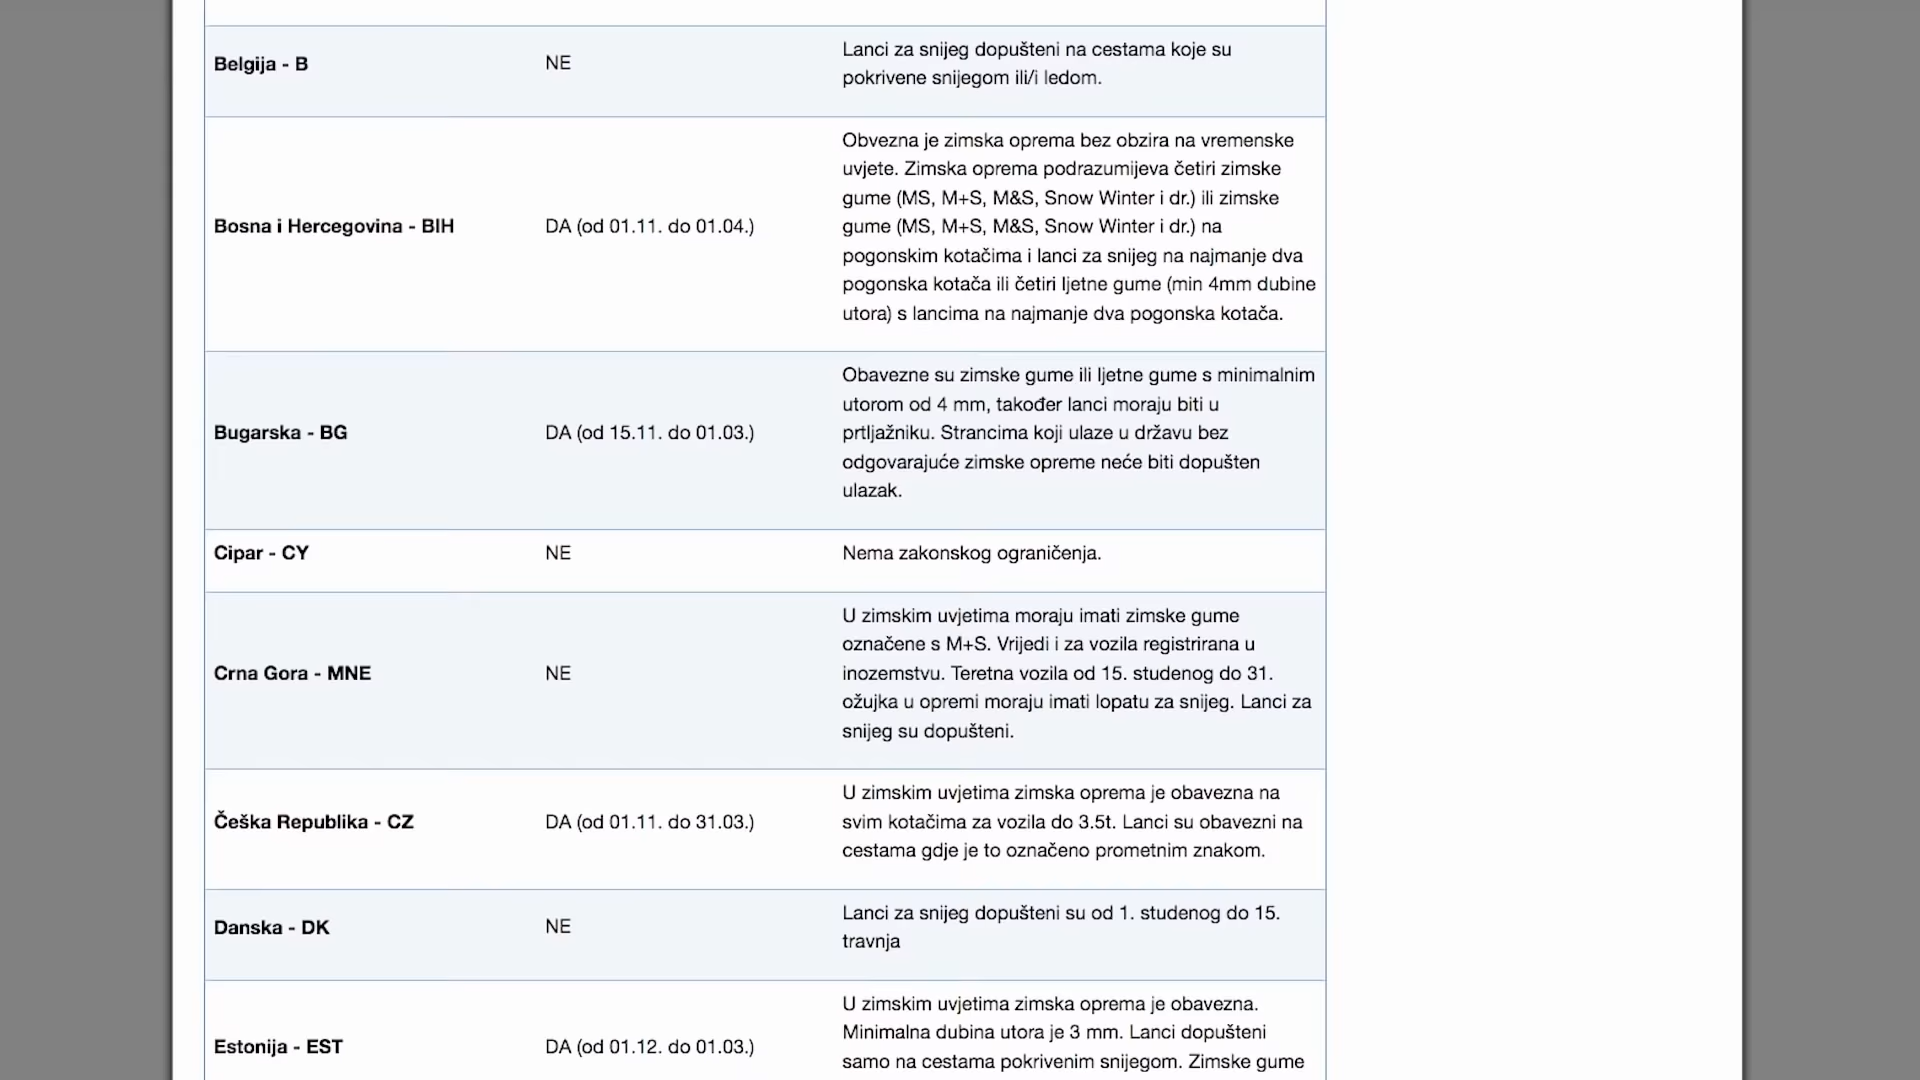 Belgija - B
NE
Lanci za snijeg dopušteni na cestama koje su
pokrivene snijegom ili/i ledom.
Bosna i Hercegovina - BIH
DA (od 01.11. do 01.04.)
Obvezna je zimska oprema bez obzira na vremenske
uvjete. Zimska oprema podrazumijeva četiri zimske
gume (MS, M+S, M&S, Snow Winter i dr.) ili zimske
gume (MS, M+S, M&S, Snow Winter i dr.) na
pogonskim kotačima i lanci za snijeg na najmanje dva
pogonska kotača ili četiri ljetne gume (min 4mm dubine
utora) s lancima na najmanje dva pogonska kotača.
Bugarska - BG
DA (od 15.11. do 01.03.)
Obavezne su zimske gume ili ljetne gume s minimalnim
utorom od 4 mm, također lanci moraju biti u
prtljažniku. Strancima koji ulaze u državu bez
odgovarajuće zimske opreme neće biti dopušten
ulazak.
Cipar - CY
NE
Nema zakonskog ograničenja.
Crna Gora - MNE
NE
U zimskim uvjetima moraju imati zimske gume
označene s M+S. Vrijedi i za vozila registrirana u
inozemstvu. Teretna vozila od 15. studenog do 31.
ožujka u opremi moraju imati lopatu za snijeg. Lanci za
snijeg su dopušteni.
Češka Republika - CZ
DA (od 01.11. do 31.03.)
U zimskim uvjetima zimska oprema je obavezna na
svim kotačima za vozila do 3.5t. Lanci su obavezni na
cestama gdje je to označeno prometnim znakom.
Danska - DK
NE
Lanci za snijeg dopušteni su od 1. studenog do 15.
travnja
Estonija - EST
DA (od 01.12. do 01.03.)
U zimskim uvjetima zimska oprema je obavezna.
Minimalna dubina utora je 3 mm. Lanci dopušteni
samo na cestama pokrivenim snijegom. Zimske gume